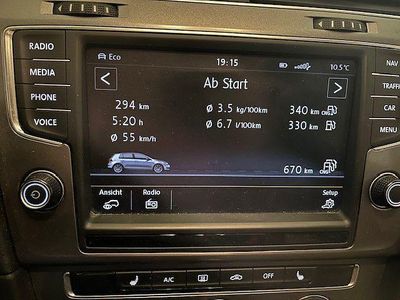 RADIO
MEDIA
PHONE
VOICE
Eco
19:15
10.5°C
Ab Start
294 km
Ø 3.5 kg/100km
340 km CNG
5:20 h
Ø 6.7 l/100km
330 km
Ø 55 km/h
670 km
CNG
Ansicht
Radio
Setup
NAV
TRAFFIC
CAR
MENU
A/C
OFF